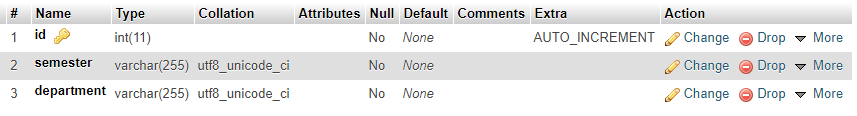 # Name Type Collation Attributes Null Default Comments Extra Action
1 id int(11) No None AUTO_INCREMENT Change Drop More
2 semester varchar(255) utf8_unicode_ci No None Change Drop More
3 department varchar(255) utf8_unicode_ci No None Change Drop More